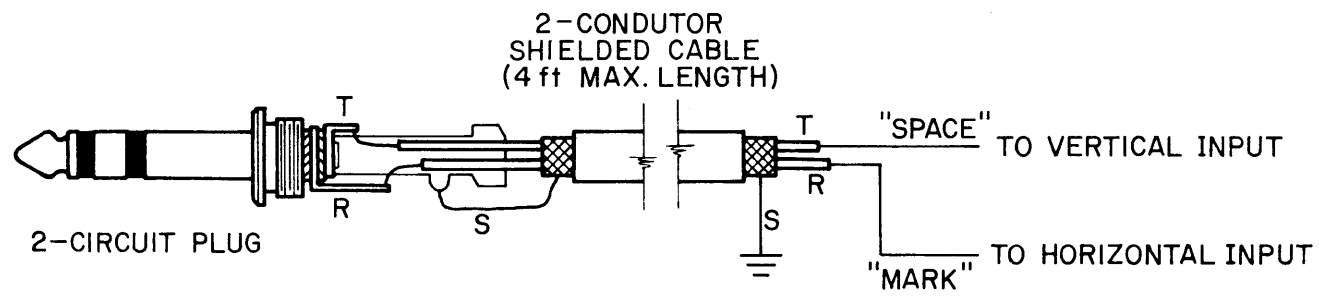 2-CONDUTOR
SHIELDED CABLE
(4 ft MAX. LENGTH)
T
T
"SPACE"
TO VERTICAL INPUT
R
R
S
S
2-CIRCUIT PLUG
"MARK"
TO HORIZONTAL INPUT